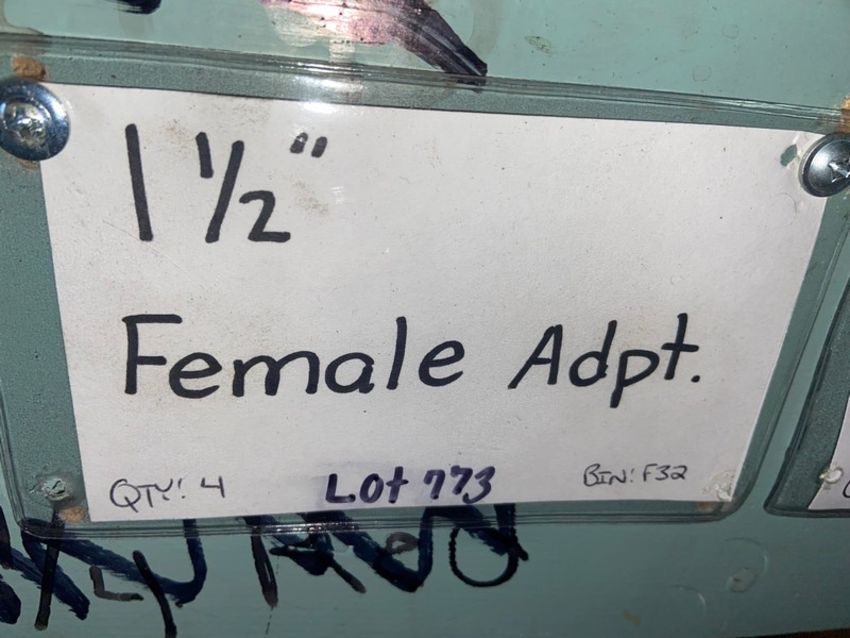 1 1/2"
Female Adpt.
QTY: 4 Lot 773 BIN: F32